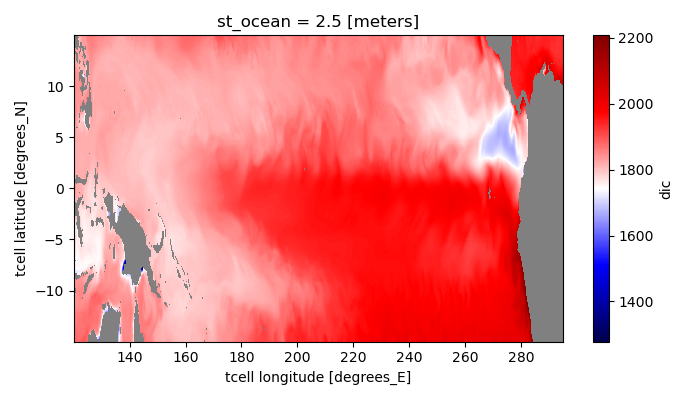 st_ocean = 2.5 [meters]
10
5
0
−5
−10
tcell latitude [degrees_N]
140 160 180 200 220 240 260 280
tcell longitude [degrees_E]
2200
2000
1800
1600
1400
dic